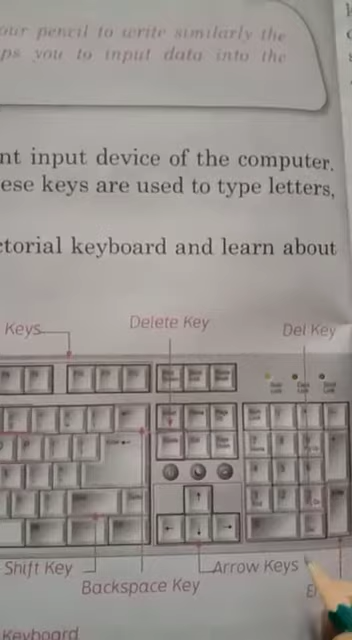 our pencil to write similarly the
ps you to input data into the
nt input device of the computer.
ese keys are used to type letters,
ctorial keyboard and learn about
Keys
Delete Key
Del Key
Shift Key
Arrow Keys
Backspace Key
Keyboard